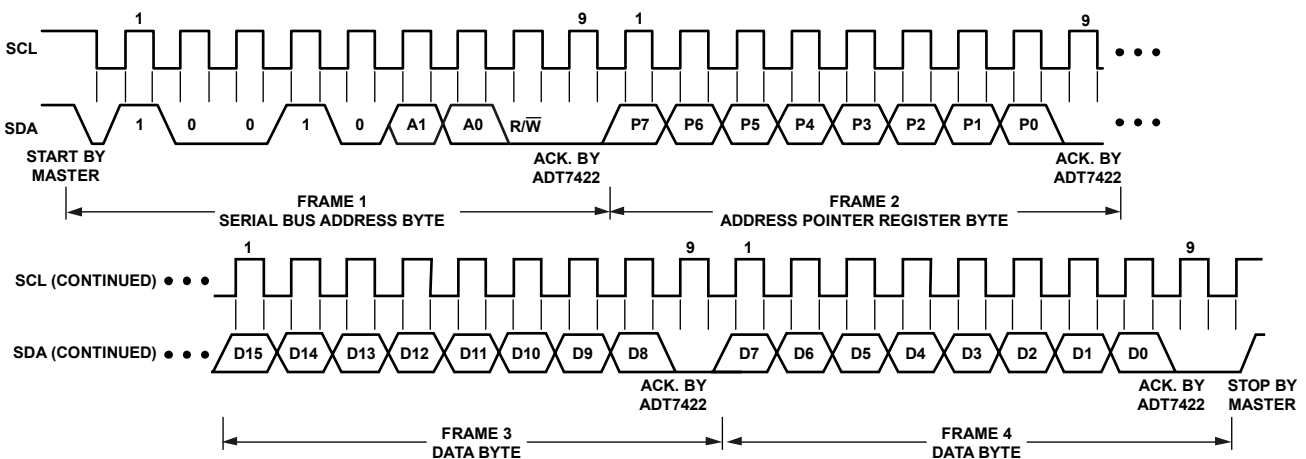 1 9 1 9
SCL
SDA
1 0 0 1 0 A1 A0 R/W̅ P7 P6 P5 P4 P3 P2 P1 P0
START BY
MASTER
ACK. BY
ADT7422
ACK. BY
ADT7422
FRAME 1
SERIAL BUS ADDRESS BYTE
FRAME 2
ADDRESS POINTER REGISTER BYTE
1 9 1 9
SCL (CONTINUED)
SDA (CONTINUED)
D15 D14 D13 D12 D11 D10 D9 D8 D7 D6 D5 D4 D3 D2 D1 D0
ACK. BY
ADT7422
ACK. BY
ADT7422
STOP BY
MASTER
FRAME 3
DATA BYTE
FRAME 4
DATA BYTE